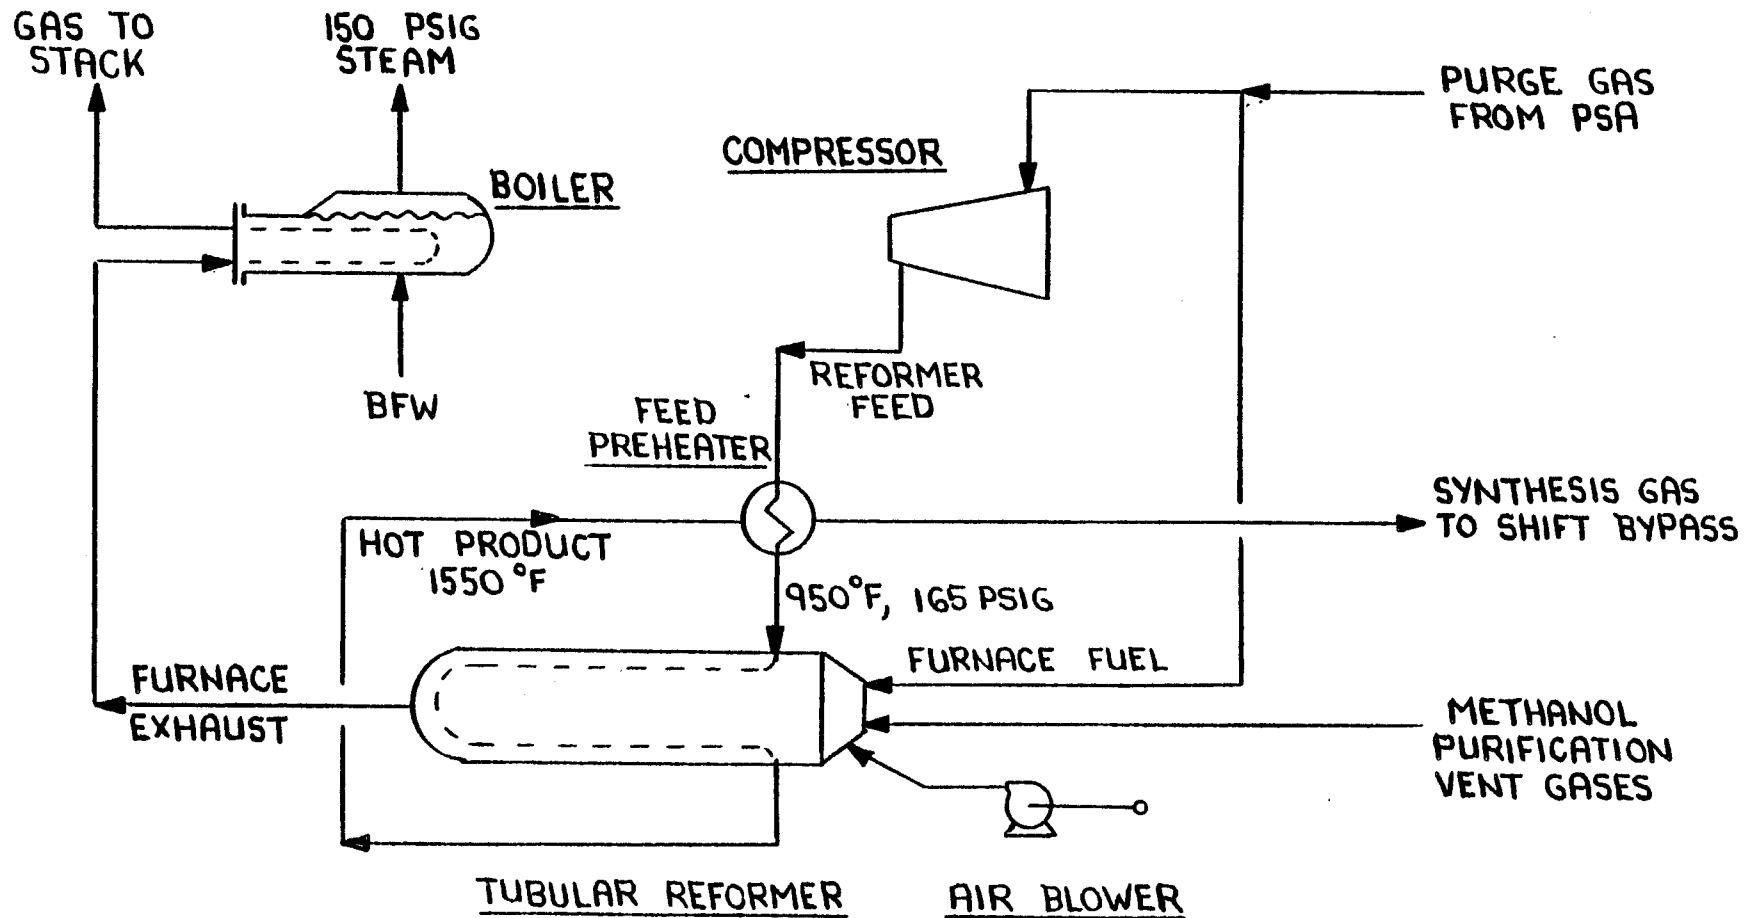 GAS TO
STACK
150 PSIG
STEAM
PURGE GAS
FROM PSA
COMPRESSOR
BOILER
BFW
REFORMER
FEED
FEED
PREHEATER
SYNTHESIS GAS
TO SHIFT BYPASS
HOT PRODUCT
1550 °F
950°F, 165 PSIG
FURNACE
EXHAUST
FURNACE FUEL
METHANOL
PURIFICATION
VENT GASES
TUBULAR REFORMER
AIR BLOWER